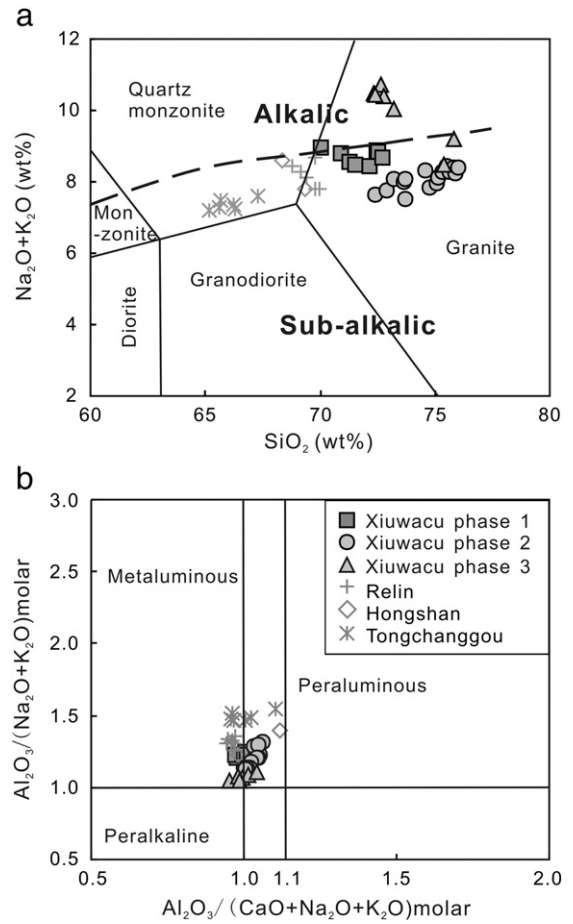 a
12
10
8
6
4
2
Na₂O+K₂O (wt%)
Quartz
monzonite
Alkalic
Mon
-zonite
Diorite
Granodiorite
Granite
Sub-alkalic
60
65
70
75
80
SiO₂ (wt%)
b
3.0
2.5
2.0
1.5
1.0
0.5
Al₂O₃/(Na₂O+K₂O)molar
Metaluminous
Xiuwacu phase 1
Xiuwacu phase 2
Xiuwacu phase 3
Relin
Hongshan
Tongchanggou
Peraluminous
Peralkaline
0.5
1.0
1.1
1.5
2.0
Al₂O₃/(CaO+Na₂O+K₂O)molar